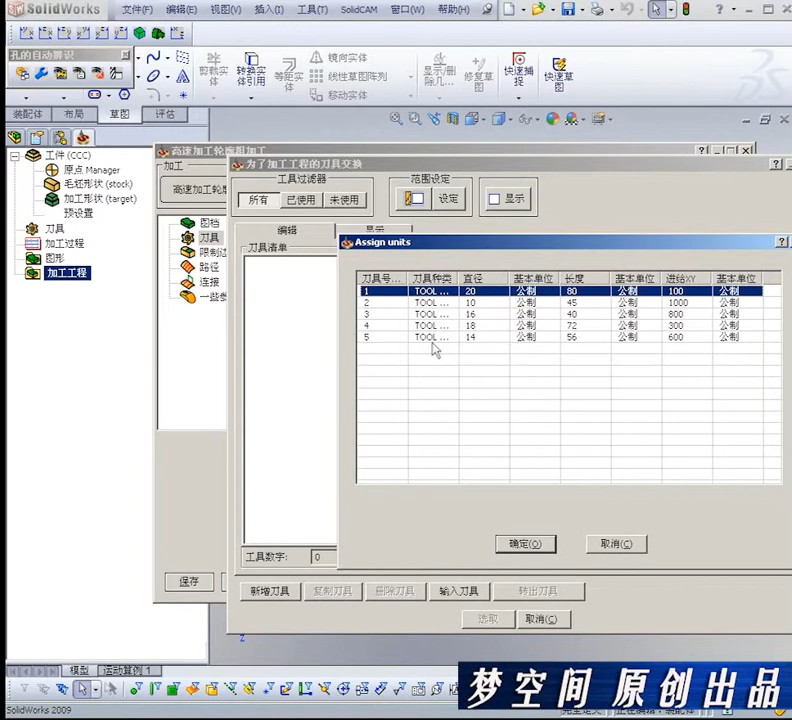 SolidWorks 文件(F) 编辑(E) 视图(V) 插入(I) 工具(T) SolidCAM 窗口(W) 帮助(H)
孔的自动辨识
剪裁实体 转换实体引用 等距实体 镜向实体 线性草图阵列 移动实体 显示/删除几... 修复草图 快速捕捉 快速草图
装配体 布局 草图 评估
工件 (CCC)
原点 Manager
毛坯形状 (stock)
加工形状 (target)
预设置
刀具
加工过程
图形
加工工程
高速加工轮廓粗加工
加工
高速加工轮廓
图档
刀具
限制边
路径
连接
一些参
保存
为了加工工程的刀具交换
工具过滤器
所有 已使用 未使用
范围设定
设定
显示
编辑 显示
刀具清单
工具数字: 0
新增刀具 复制刀具 删除刀具 输入刀具 转出刀具
选取 取消(C)
Assign units
刀具号... 刀具种类 直径 基本单位 长度 基本单位 进给XY 基本单位
1 TOOL ... 20 公制 80 公制 100 公制
2 TOOL ... 10 公制 45 公制 1000 公制
3 TOOL ... 16 公制 40 公制 800 公制
4 TOOL ... 18 公制 72 公制 300 公制
5 TOOL ... 14 公制 56 公制 600 公制
确定(O) 取消(C)
z
模型 运动算例 1
SolidWorks 2009
梦空间 原创出品